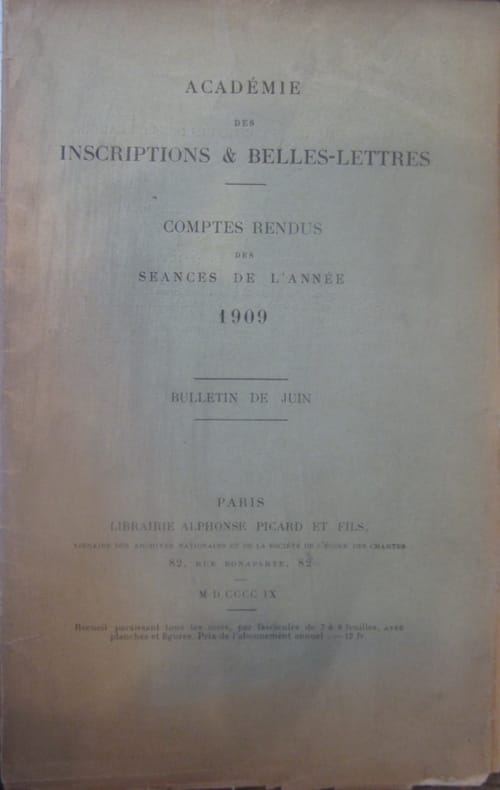 ACADÉMIE
DES
INSCRIPTIONS & BELLES-LETTRES
COMPTES RENDUS
DES
SEANCES DE L'ANNÉE
1909
BULLETIN DE JUIN
PARIS
LIBRAIRIE ALPHONSE PICARD ET FILS,
LIBRAIRE DES ARCHIVES NATIONALES ET DE LA SOCIÉTÉ DE L'ÉCOLE DES CHARTES
82, RUE BONAPARTE, 82
M D CCCC IX
Recueil paraissant tous les mois, par fascicules de 7 à 8 feuilles, AVEC
planches et figures. Prix de l'abonnement annuel : — 12 fr